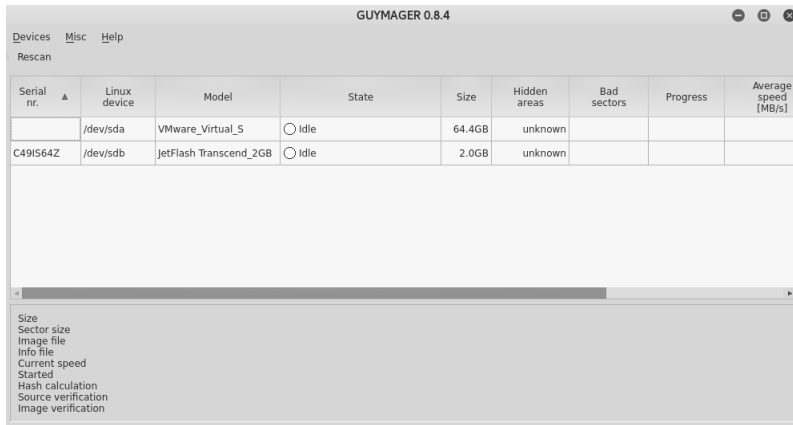 GUYMAGER 0.8.4
Devices Misc Help
Rescan
Serial nr. Linux device Model State Size Hidden areas Bad sectors Progress Average speed [MB/s]
/dev/sda VMware_Virtual_S Idle 64.4GB unknown
C49IS64Z /dev/sdb JetFlash Transcend_2GB Idle 2.0GB unknown
Size
Sector size
Image file
Info file
Current speed
Started
Hash calculation
Source verification
Image verification